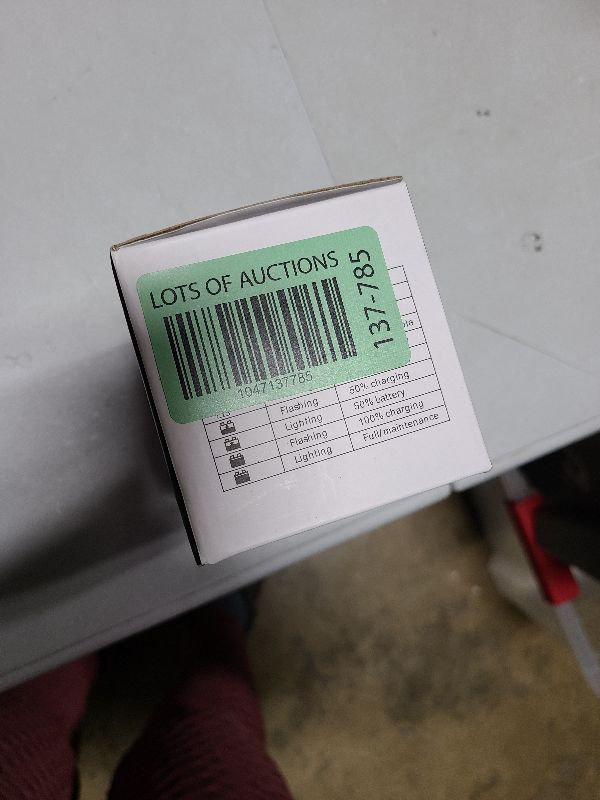 LOTS OF AUCTIONS
137-785
1047137785
50% charging
Flashing 50% battery
Lighting 100% charging
Flashing Full/maintenance
Lighting